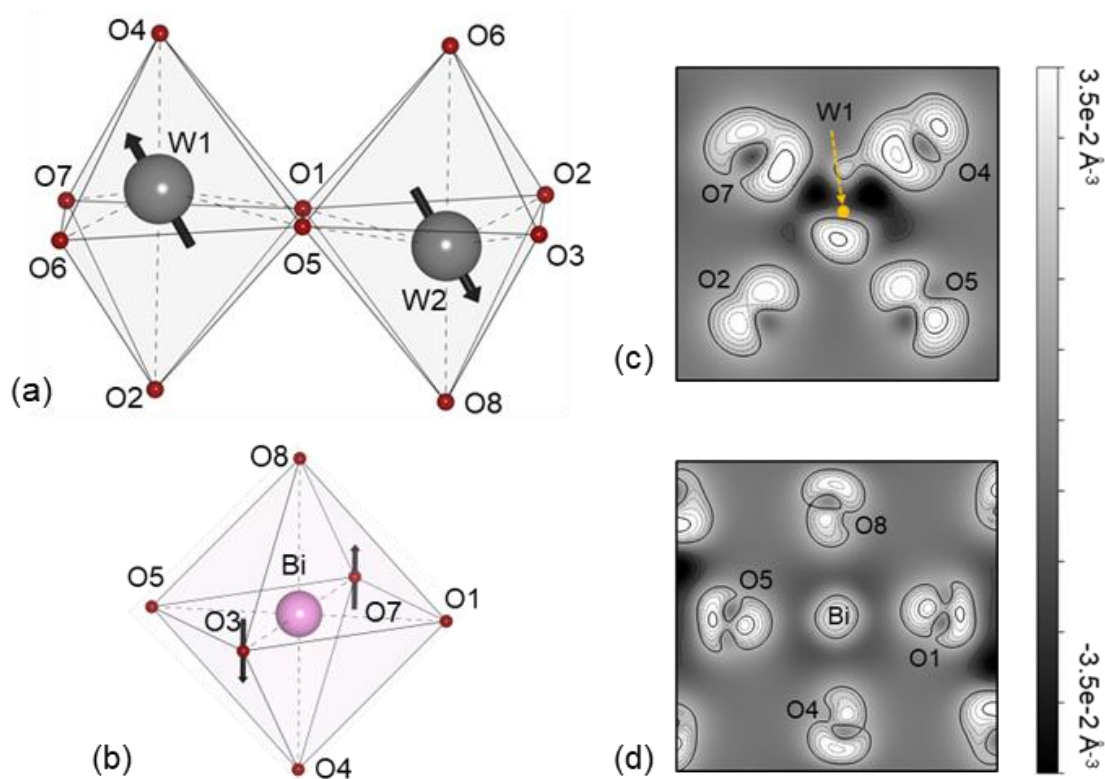 O4
O6
W1
O7
O1
O2
O6
O5
O3
W2
(a)
O2
O8
O8
Bi
O5
O3
O7
O1
(b)
O4
W1
O7
O4
O2
O5
(c)
O8
O5
Bi
O1
O4
(d)
3.5e-2 Å-3
-3.5e-2 Å-3